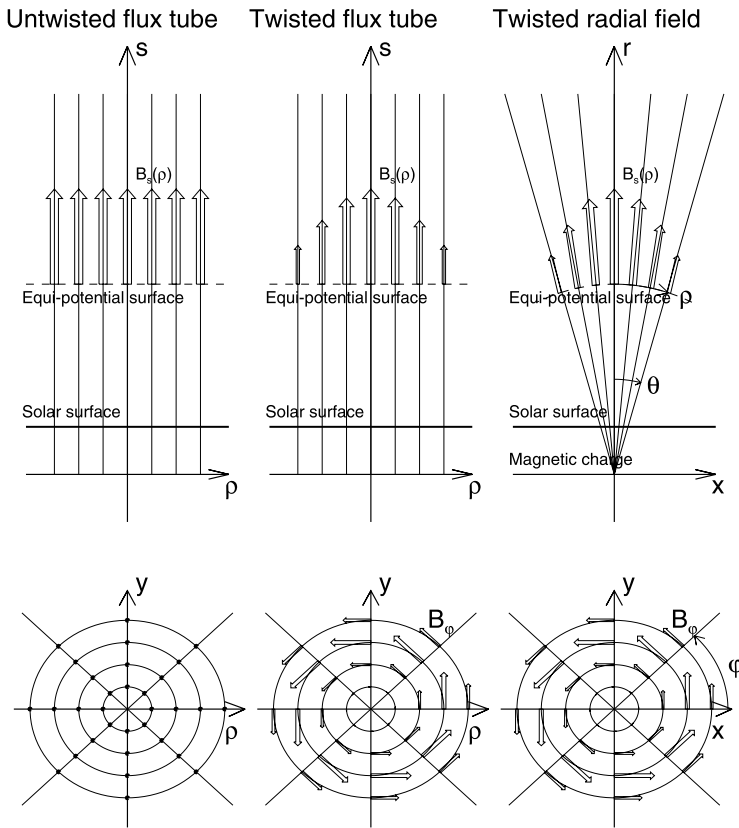 Untwisted flux tube
Twisted flux tube
Twisted radial field
s
s
r
Bs(ρ)
Bs(ρ)
Bs(ρ)
Equi-potential surface
Equi-potential surface
Equi-potential surface
ρ
θ
Solar surface
Solar surface
Solar surface
Magnetic charge
ρ
ρ
x
y
y
y
Bφ
Bφ
φ
ρ
ρ
x